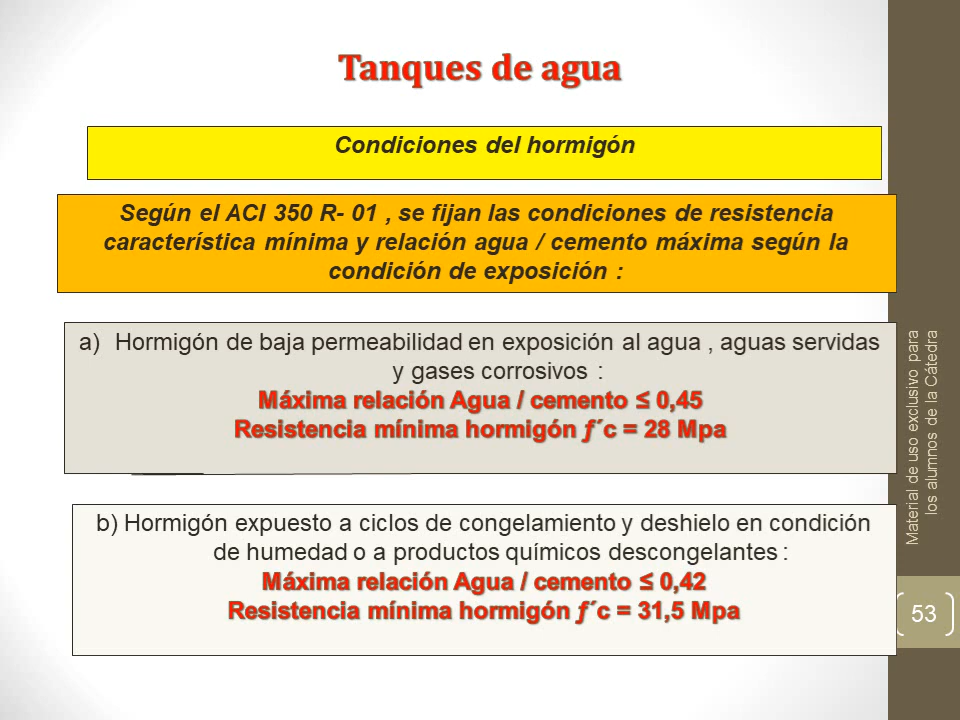 Tanques de agua
Condiciones del hormigón
Según el ACI 350 R- 01 , se fijan las condiciones de resistencia
característica mínima y relación agua / cemento máxima según la
condición de exposición :
a) Hormigón de baja permeabilidad en exposición al agua , aguas servidas
y gases corrosivos :
Máxima relación Agua / cemento ≤ 0,45
Resistencia mínima hormigón ƒ´c = 28 Mpa
b) Hormigón expuesto a ciclos de congelamiento y deshielo en condición
de humedad o a productos químicos descongelantes :
Máxima relación Agua / cemento ≤ 0,42
Resistencia mínima hormigón ƒ´c = 31,5 Mpa
Material de uso exclusivo para
los alumnos de la Cátedra
53